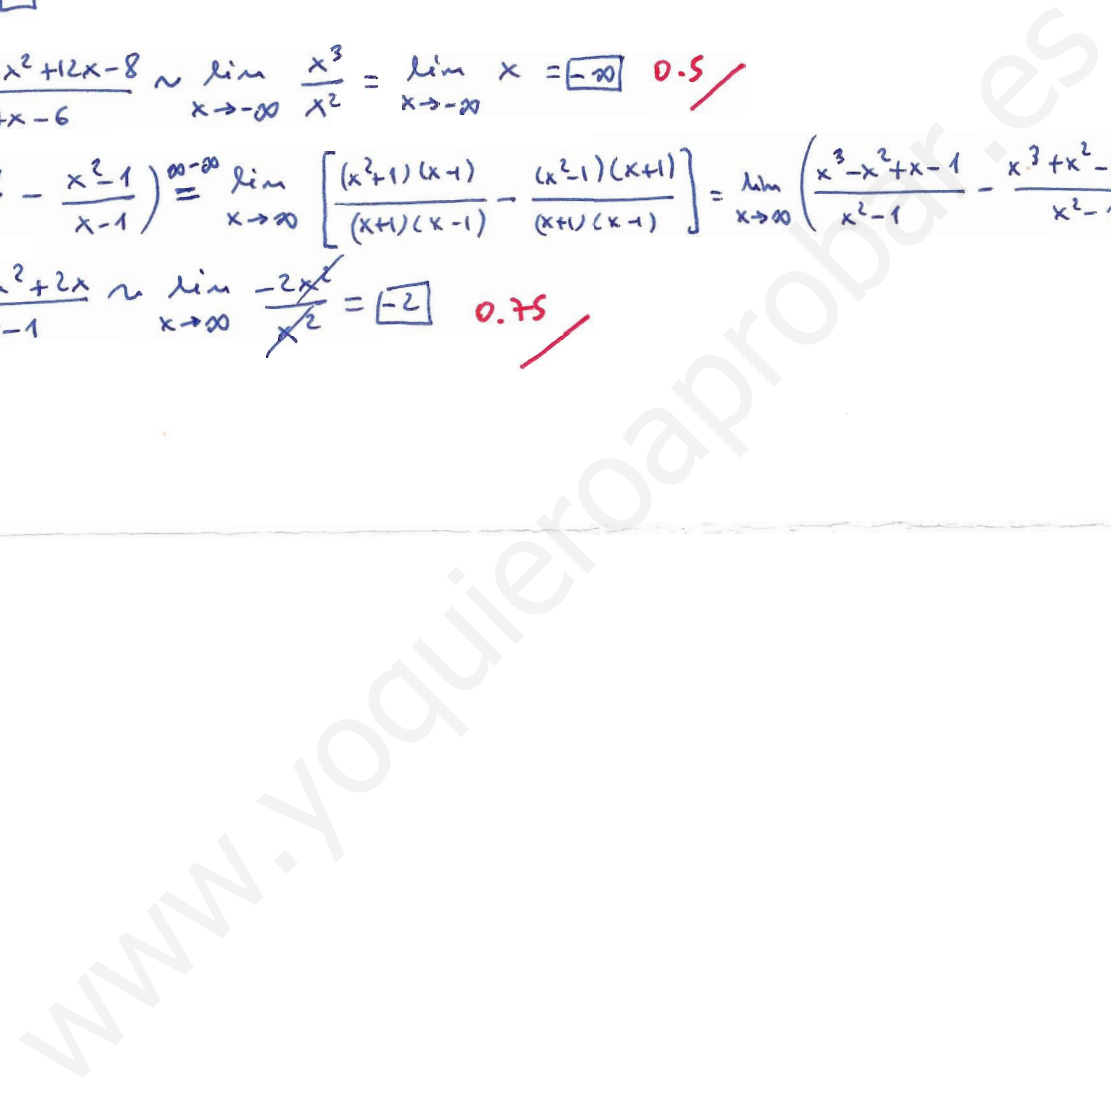 x²+12x-8 / x-6 ~ lim x→-∞ x³/x² = lim x→-∞ x = -∞ 0.5
- x²-1 / x-1 ) ∞-∞ = lim x→∞ [ (x²+1)(x-1) / (x+1)(x-1) - (x²-1)(x+1) / (x+1)(x-1) ] = lim x→∞ ( x³-x²+x-1 / x²-1 - x³+x²- / x²-
x²+2x / -1 ~ lim x→∞ -2x²/x² = -2 0.75
www.yoquieroaprobar.es